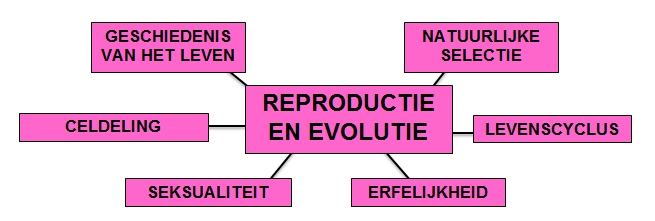 GESCHIEDENIS
VAN HET LEVEN
NATUURLIJKE
SELECTIE
REPRODUCTIE
EN EVOLUTIE
CELDELING
LEVENSCYCLUS
SEKSUALITEIT
ERFELIJKHEID